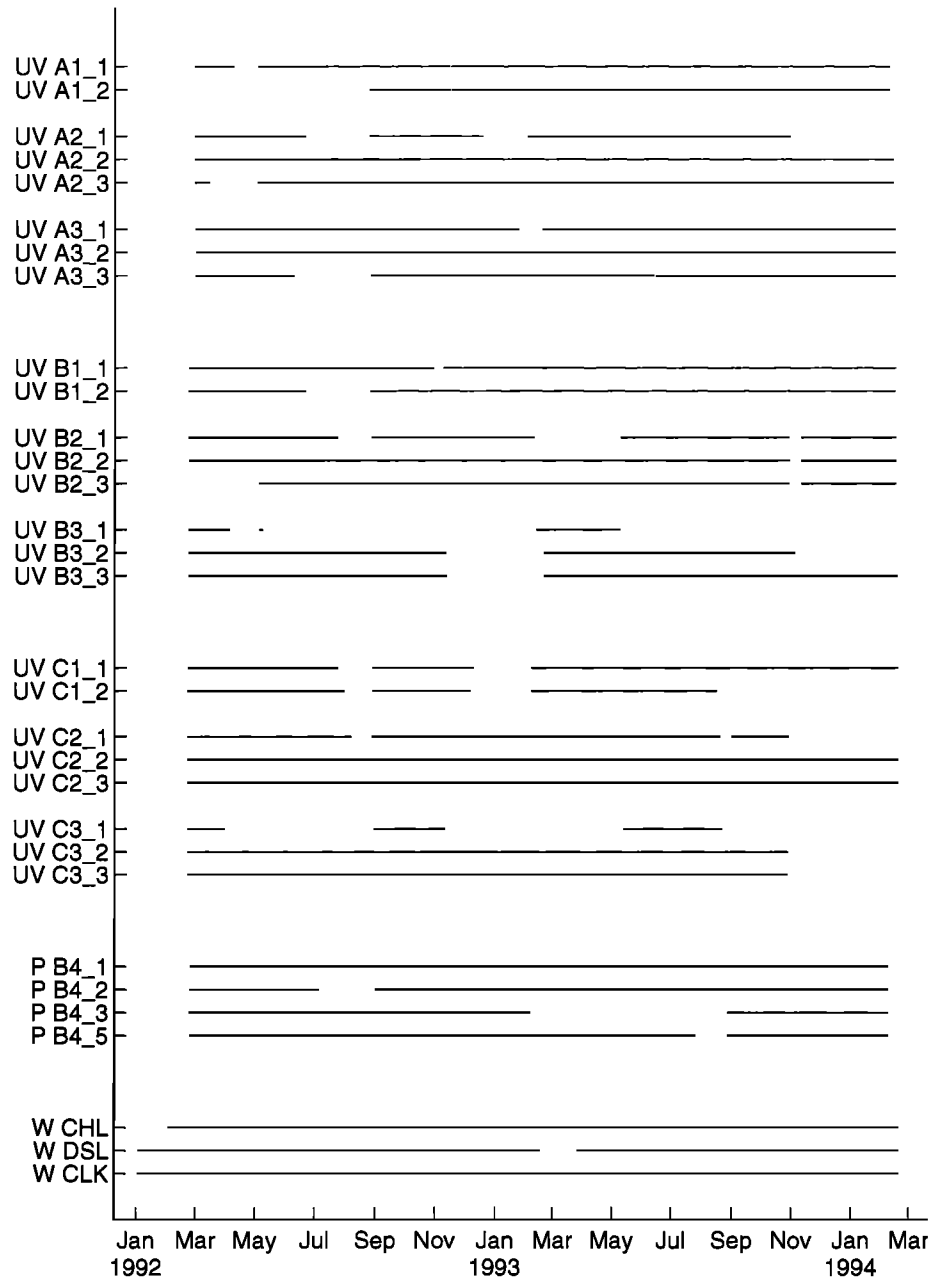 UV A1_1
UV A1_2
UV A2_1
UV A2_2
UV A2_3
UV A3_1
UV A3_2
UV A3_3
UV B1_1
UV B1_2
UV B2_1
UV B2_2
UV B2_3
UV B3_1
UV B3_2
UV B3_3
UV C1_1
UV C1_2
UV C2_1
UV C2_2
UV C2_3
UV C3_1
UV C3_2
UV C3_3
P B4_1
P B4_2
P B4_3
P B4_5
W CHL
W DSL
W CLK
Jan Mar May Jul Sep Nov Jan Mar May Jul Sep Nov Jan Mar
1992 1993 1994